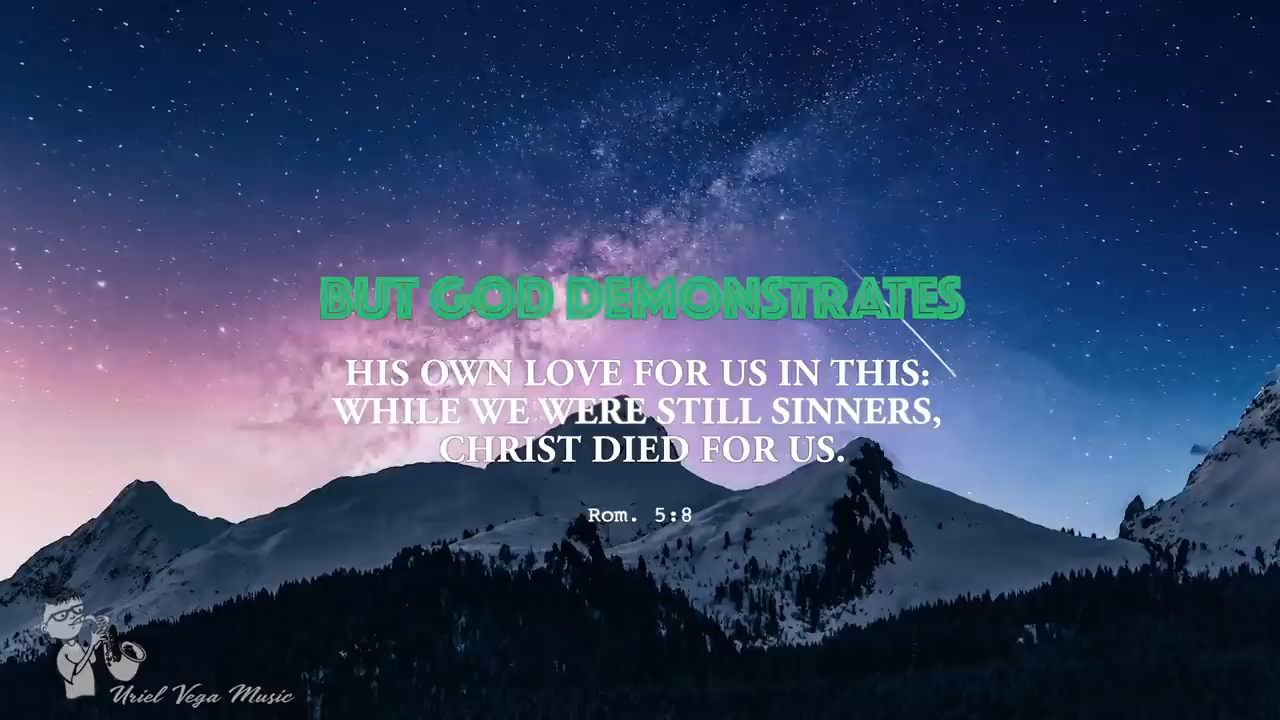 BUT GOD DEMONSTRATES
HIS OWN LOVE FOR US IN THIS:
WHILE WE WERE STILL SINNERS,
CHRIST DIED FOR US.
Rom. 5:8
Uriel Vega Music